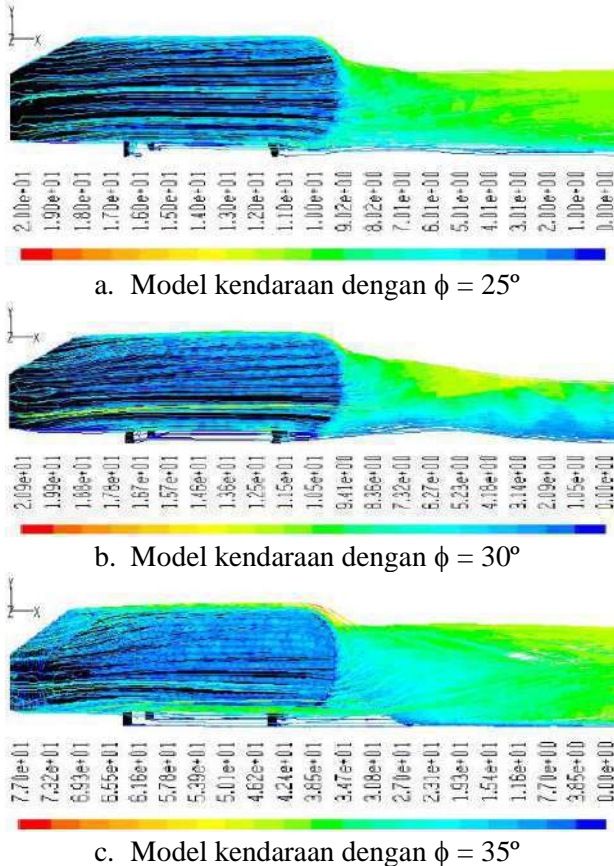 Y
Z X
2.00e+01 1.90e+01 1.80e+01 1.70e+01 1.60e+01 1.50e+01 1.40e+01 1.30e+01 1.20e+01 1.10e+01 1.00e+01 9.02e+00 8.02e+00 7.01e+00 6.01e+00 5.01e+00 4.01e+00 3.01e+00 2.00e+00 1.00e+00 0.00e+00
a. Model kendaraan dengan ϕ = 25º
Y
Z X
2.09e+01 1.99e+01 1.88e+01 1.78e+01 1.67e+01 1.57e+01 1.46e+01 1.36e+01 1.25e+01 1.15e+01 1.05e+01 9.41e+00 8.36e+00 7.32e+00 6.27e+00 5.23e+00 4.18e+00 3.14e+00 2.09e+00 1.05e+00 0.00e+00
b. Model kendaraan dengan ϕ = 30º
Y
Z X
7.70e+01 7.32e+01 6.93e+01 6.55e+01 6.16e+01 5.78e+01 5.39e+01 5.01e+01 4.62e+01 4.24e+01 3.85e+01 3.47e+01 3.08e+01 2.70e+01 2.31e+01 1.93e+01 1.54e+01 1.16e+01 7.70e+00 3.85e+00 0.00e+00
c. Model kendaraan dengan ϕ = 35º